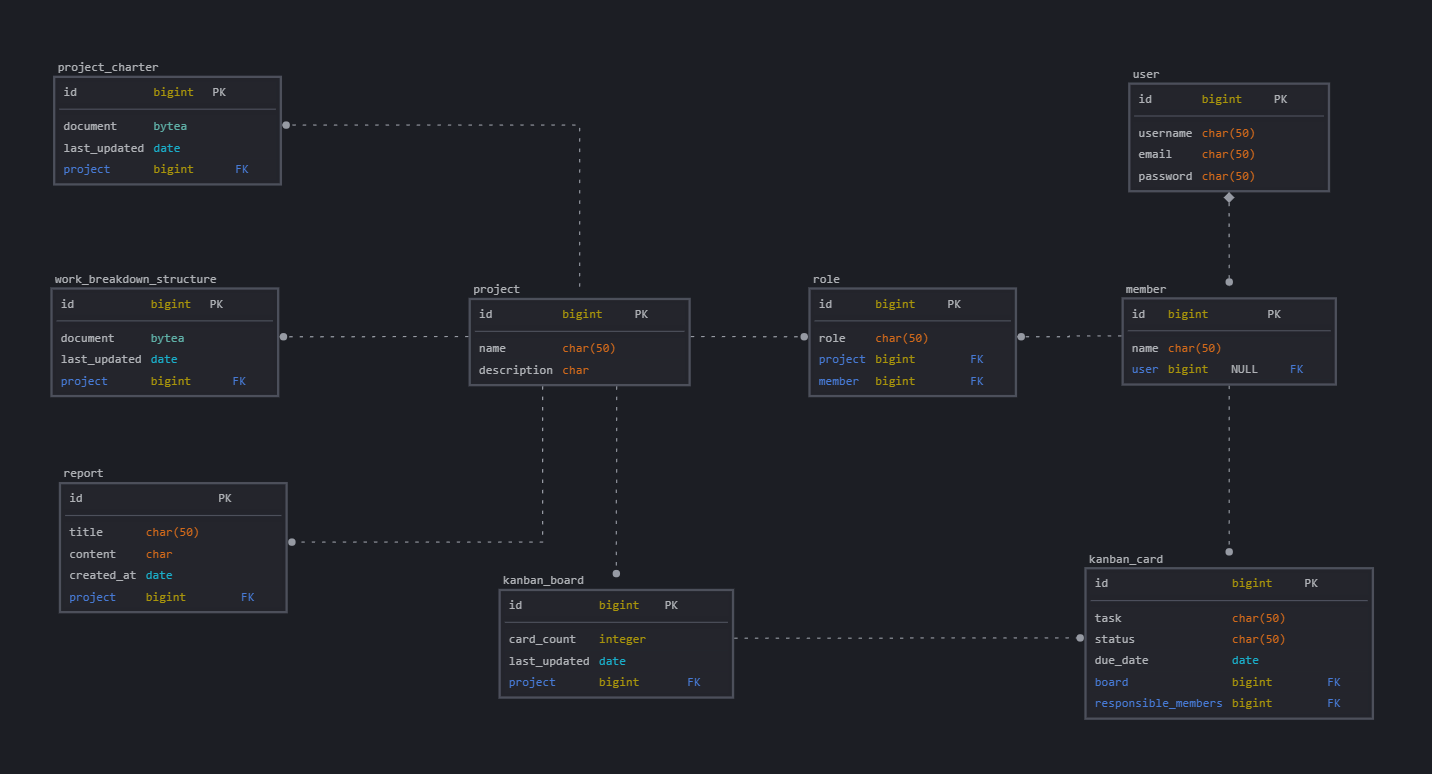 project_charter
id bigint PK
document bytea
last_updated date
project bigint FK
user
id bigint PK
username char(50)
email char(50)
password char(50)
work_breakdown_structure
id bigint PK
document bytea
last_updated date
project bigint FK
project
id bigint PK
name char(50)
description char
role
id bigint PK
role char(50)
project bigint FK
member bigint FK
member
id bigint PK
name char(50)
user bigint NULL FK
report
id PK
title char(50)
content char
created_at date
project bigint FK
kanban_board
id bigint PK
card_count integer
last_updated date
project bigint FK
kanban_card
id bigint PK
task char(50)
status char(50)
due_date date
board bigint FK
responsible_members bigint FK